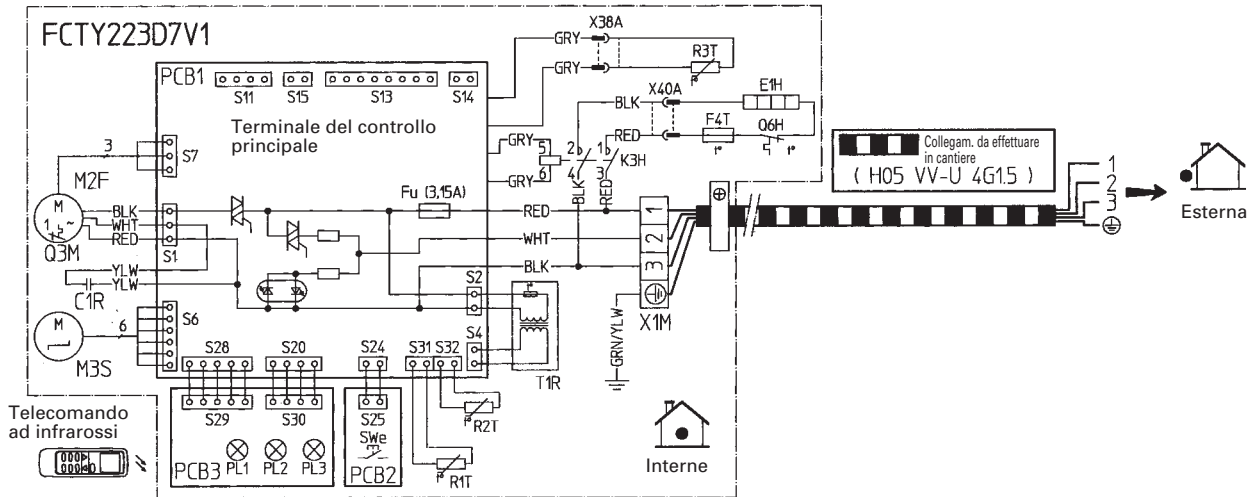 FCTY223D7V1
PCB1
S11
S15
S13
S14
Terminale del controllo
principale
X38A
GRY
GRY
R3T
X40A
BLK
E1H
RED
F4T
Q6H
1°
1°
GRY
GRY
5
6
2
1
4
3
K3H
BLK
RED
Collegam. da effettuare
in cantiere
( H05 VV-U 4G1.5 )
1
2
3
Esterna
3
S7
M2F
M
1 ~
Q3M
BLK
WHT
RED
S1
YLW
YLW
C1R
Fu (3,15A)
RED
WHT
BLK
1
2
3
X1M
GRN/YLW
S2
S4
T1R
M
M3S
6
S6
S28
S20
S24
S31
S32
S29
S30
S25
SWe
PL1
PL2
PL3
PCB3
PCB2
R2T
R1T
Telecomando
ad infrarossi
Interne